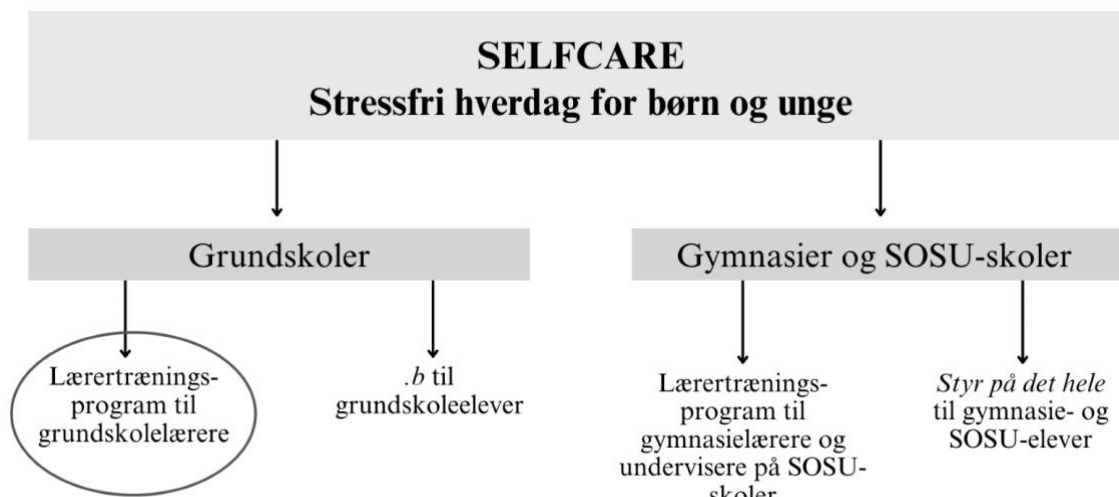 SELFCARE
Stressfri hverdag for børn og unge
Grundskoler
Gymnasier og SOSU-skoler
Lærertrænings-
program til
grundskolelærere
.b til
grundskoleelever
Lærertrænings-
program til
gymnasielærere og
undervisere på SOSU-
skoler
Styr på det hele
til gymnasie- og
SOSU-elever